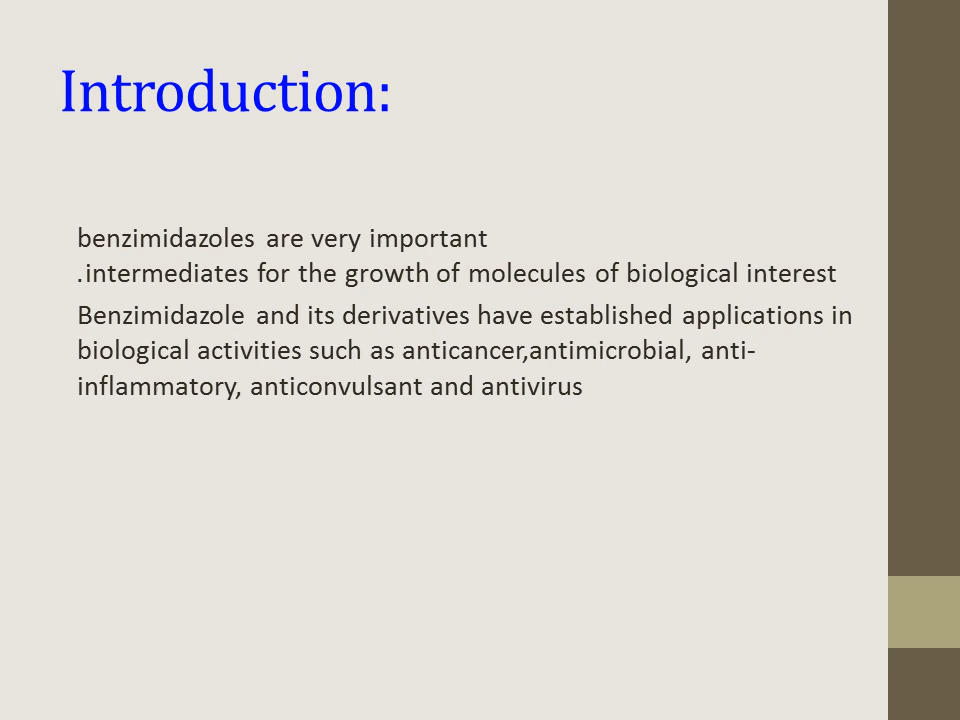 Introduction:
benzimidazoles are very important
.intermediates for the growth of molecules of biological interest
Benzimidazole and its derivatives have established applications in
biological activities such as anticancer,antimicrobial, anti-
inflammatory, anticonvulsant and antivirus